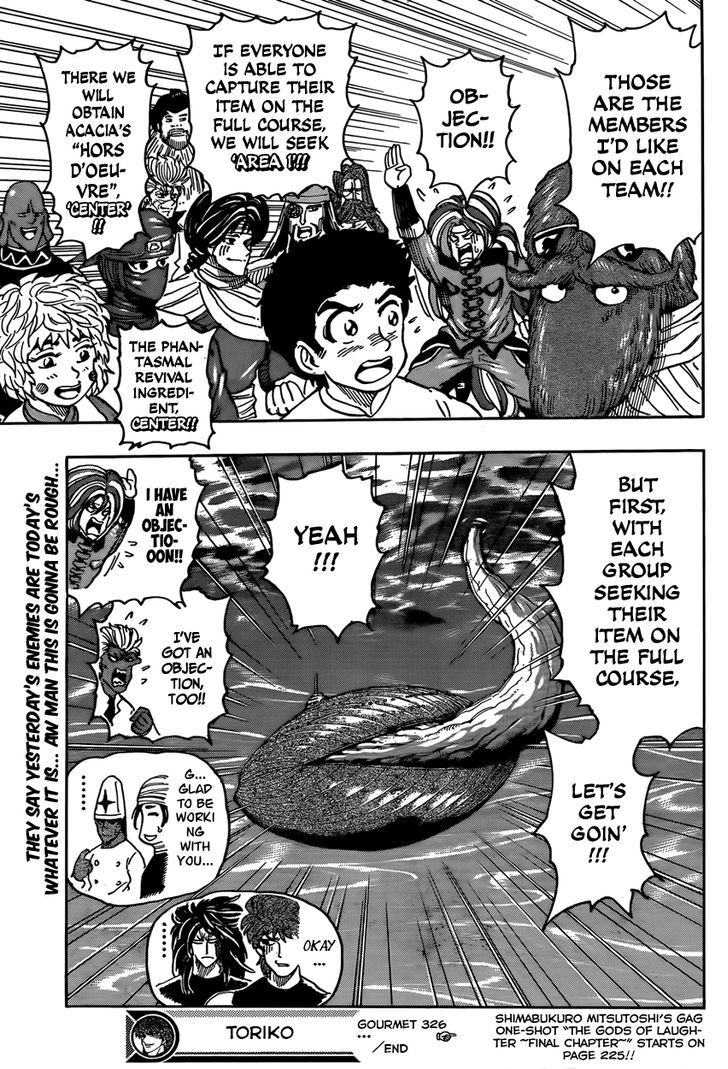 THOSE
ARE THE
MEMBERS
I'D LIKE
ON EACH
TEAM!!
OB-
JEC-
TION!!
IF EVERYONE
IS ABLE TO
CAPTURE THEIR
ITEM ON THE
FULL COURSE,
WE WILL SEEK
'AREA 1'!!
THERE WE
WILL
OBTAIN
ACACIA'S
"HORS
D'OEU-
VRE",
'CENTER'
!!
THE PHAN-
TASMAL
REVIVAL
INGREDI-
ENT,
CENTER!!
BUT
FIRST,
WITH
EACH
GROUP
SEEKING
THEIR
ITEM ON
THE FULL
COURSE,
YEAH
!!!
LET'S
GET
GOIN'
!!!
I HAVE
AN
OBJEC-
TIO-
OON!!
I'VE
GOT AN
OBJEC-
TION,
TOO!!
G...
GLAD
TO BE
WORK
ING
WITH
YOU...
......
......
...
OKAY
...
THEY SAY YESTERDAY'S ENEMIES ARE TODAY'S
WHATEVER IT IS... AW MAN THIS IS GONNA BE ROUGH...
TORIKO
GOURMET 326
...
/END
SHIMABUKURO MITSUTOSHI'S GAG
ONE-SHOT "THE GODS OF LAUGH-
TER ~FINAL CHAPTER~" STARTS ON
PAGE 225!!